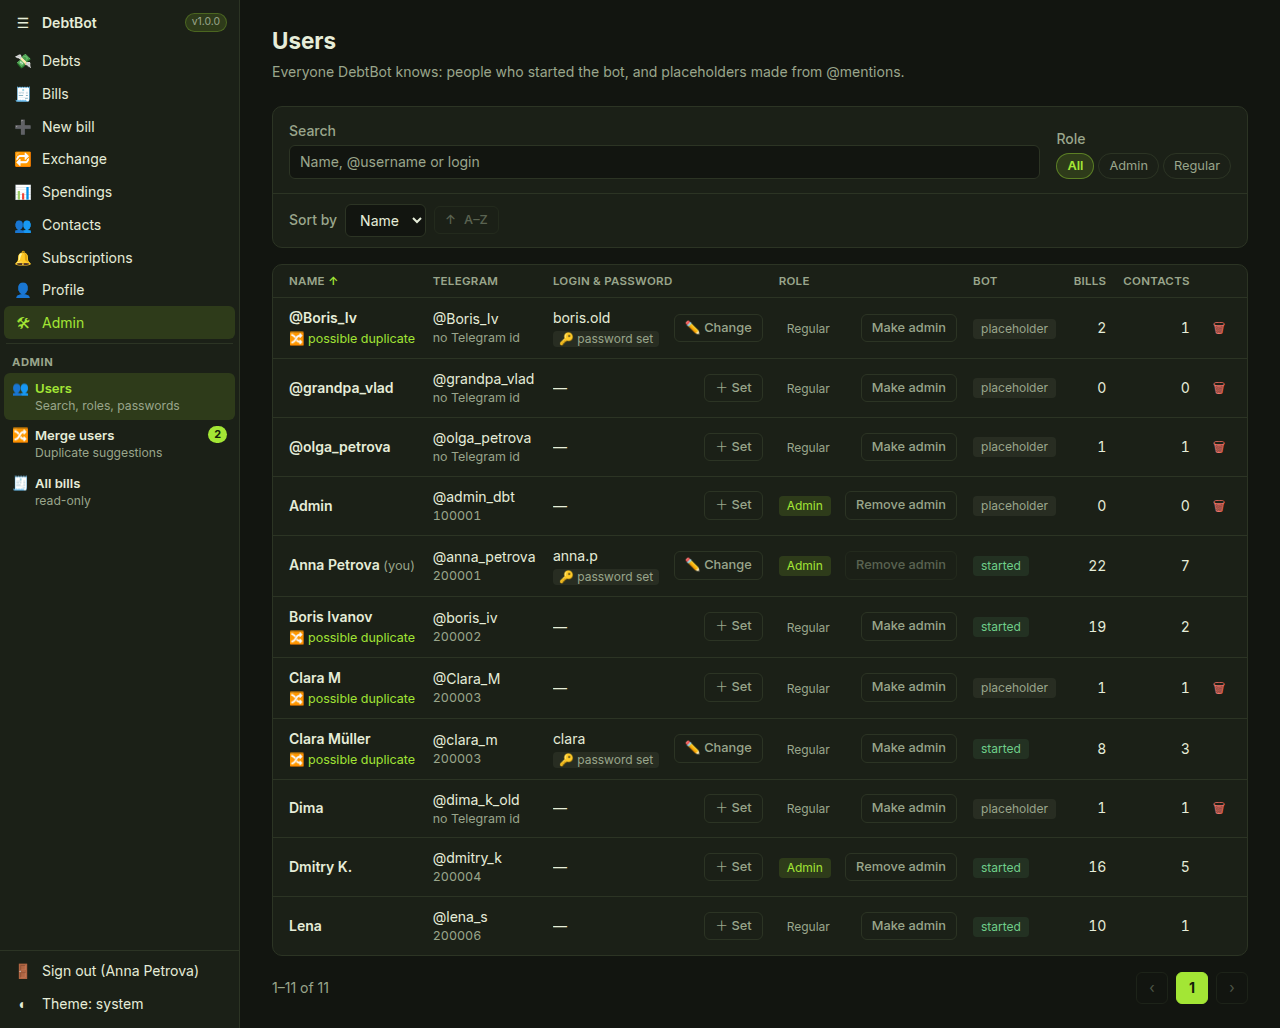 DebtBot v1.0.0
Debts
Bills
New bill
Exchange
Spendings
Contacts
Subscriptions
Profile
Admin
ADMIN
Users
Search, roles, passwords
Merge users 2
Duplicate suggestions
All bills
read-only
Sign out (Anna Petrova)
Theme: system
Users
Everyone DebtBot knows: people who started the bot, and placeholders made from @mentions.
Search
Name, @username or login
Role
All Admin Regular
Sort by Name ↑ A–Z
NAME ↑ TELEGRAM LOGIN & PASSWORD ROLE BOT BILLS CONTACTS
@Boris_Iv @Boris_Iv boris.old Change Regular Make admin placeholder 2 1
possible duplicate no Telegram id password set
@grandpa_vlad @grandpa_vlad — + Set Regular Make admin placeholder 0 0
no Telegram id
@olga_petrova @olga_petrova — + Set Regular Make admin placeholder 1 1
no Telegram id
Admin @admin_dbt — + Set Admin Remove admin placeholder 0 0
100001
Anna Petrova (you) @anna_petrova anna.p Change Admin Remove admin started 22 7
200001 password set
Boris Ivanov @boris_iv — + Set Regular Make admin started 19 2
possible duplicate 200002
Clara M @Clara_M — + Set Regular Make admin placeholder 1 1
possible duplicate 200003
Clara Müller @clara_m clara Change Regular Make admin started 8 3
possible duplicate 200003 password set
Dima @dima_k_old — + Set Regular Make admin placeholder 1 1
no Telegram id
Dmitry K. @dmitry_k — + Set Admin Remove admin started 16 5
200004
Lena @lena_s — + Set Regular Make admin started 10 1
200006
1–11 of 11 ‹ 1 ›